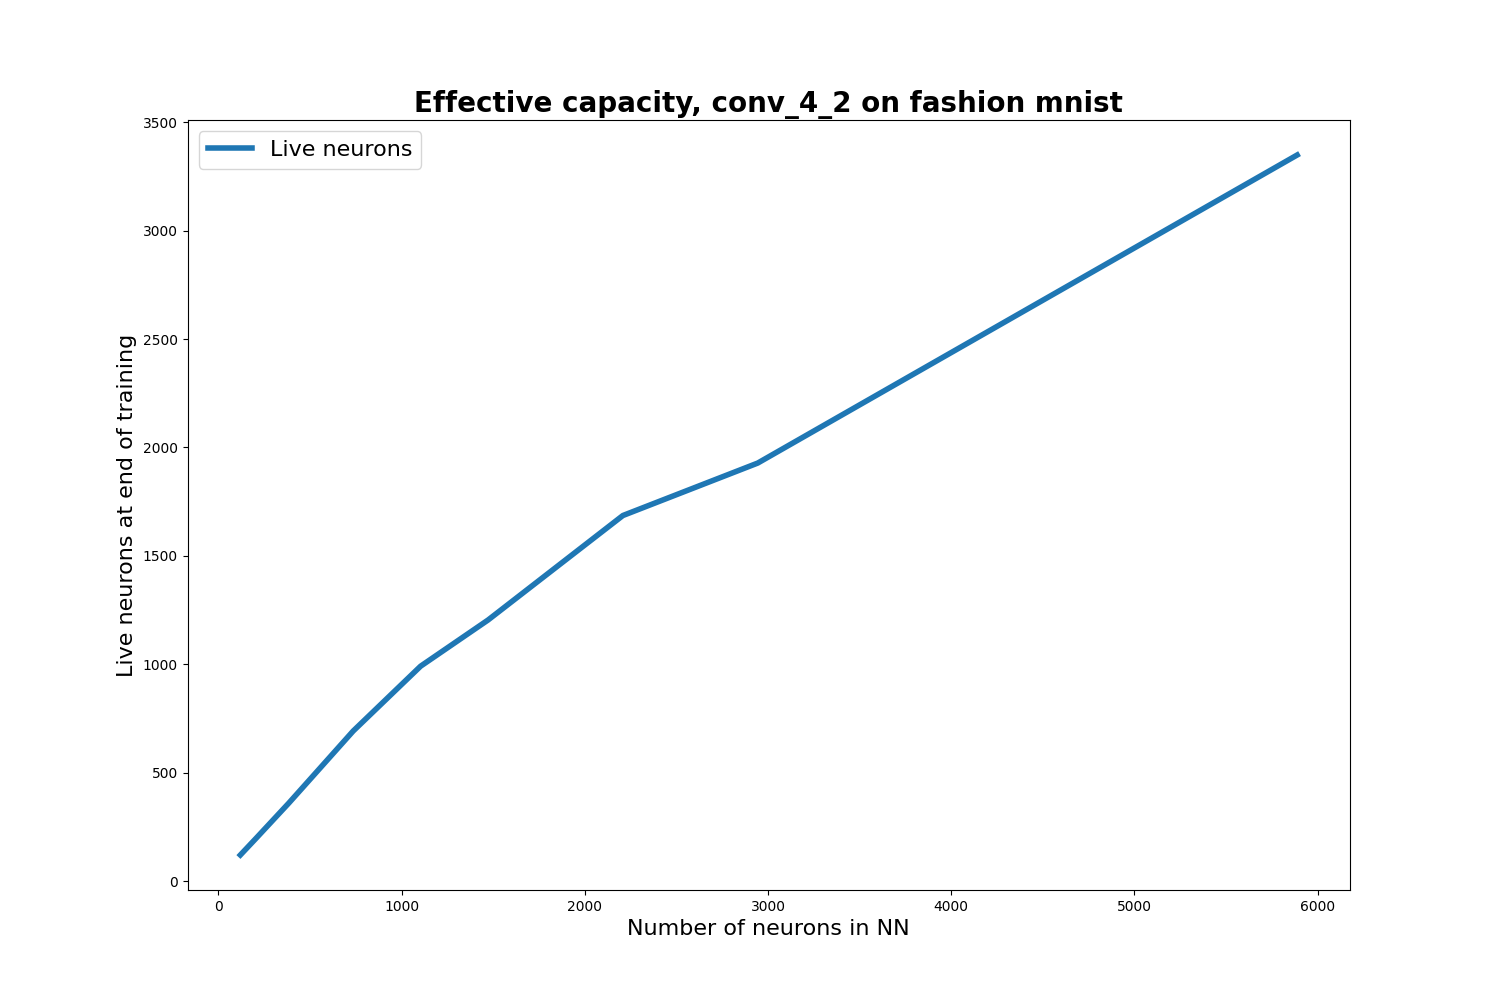 Effective capacity, conv_4_2 on fashion mnist
Live neurons
3500
3000
2500
2000
1500
1000
500
0
Live neurons at end of training
0 1000 2000 3000 4000 5000 6000
Number of neurons in NN